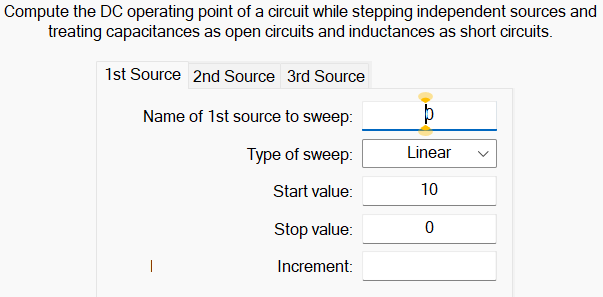 Compute the DC operating point of a circuit while stepping independent sources and
treating capacitances as open circuits and inductances as short circuits.
1st Source 2nd Source 3rd Source
Name of 1st source to sweep: 0
Type of sweep: Linear
Start value: 10
Stop value: 0
Increment: